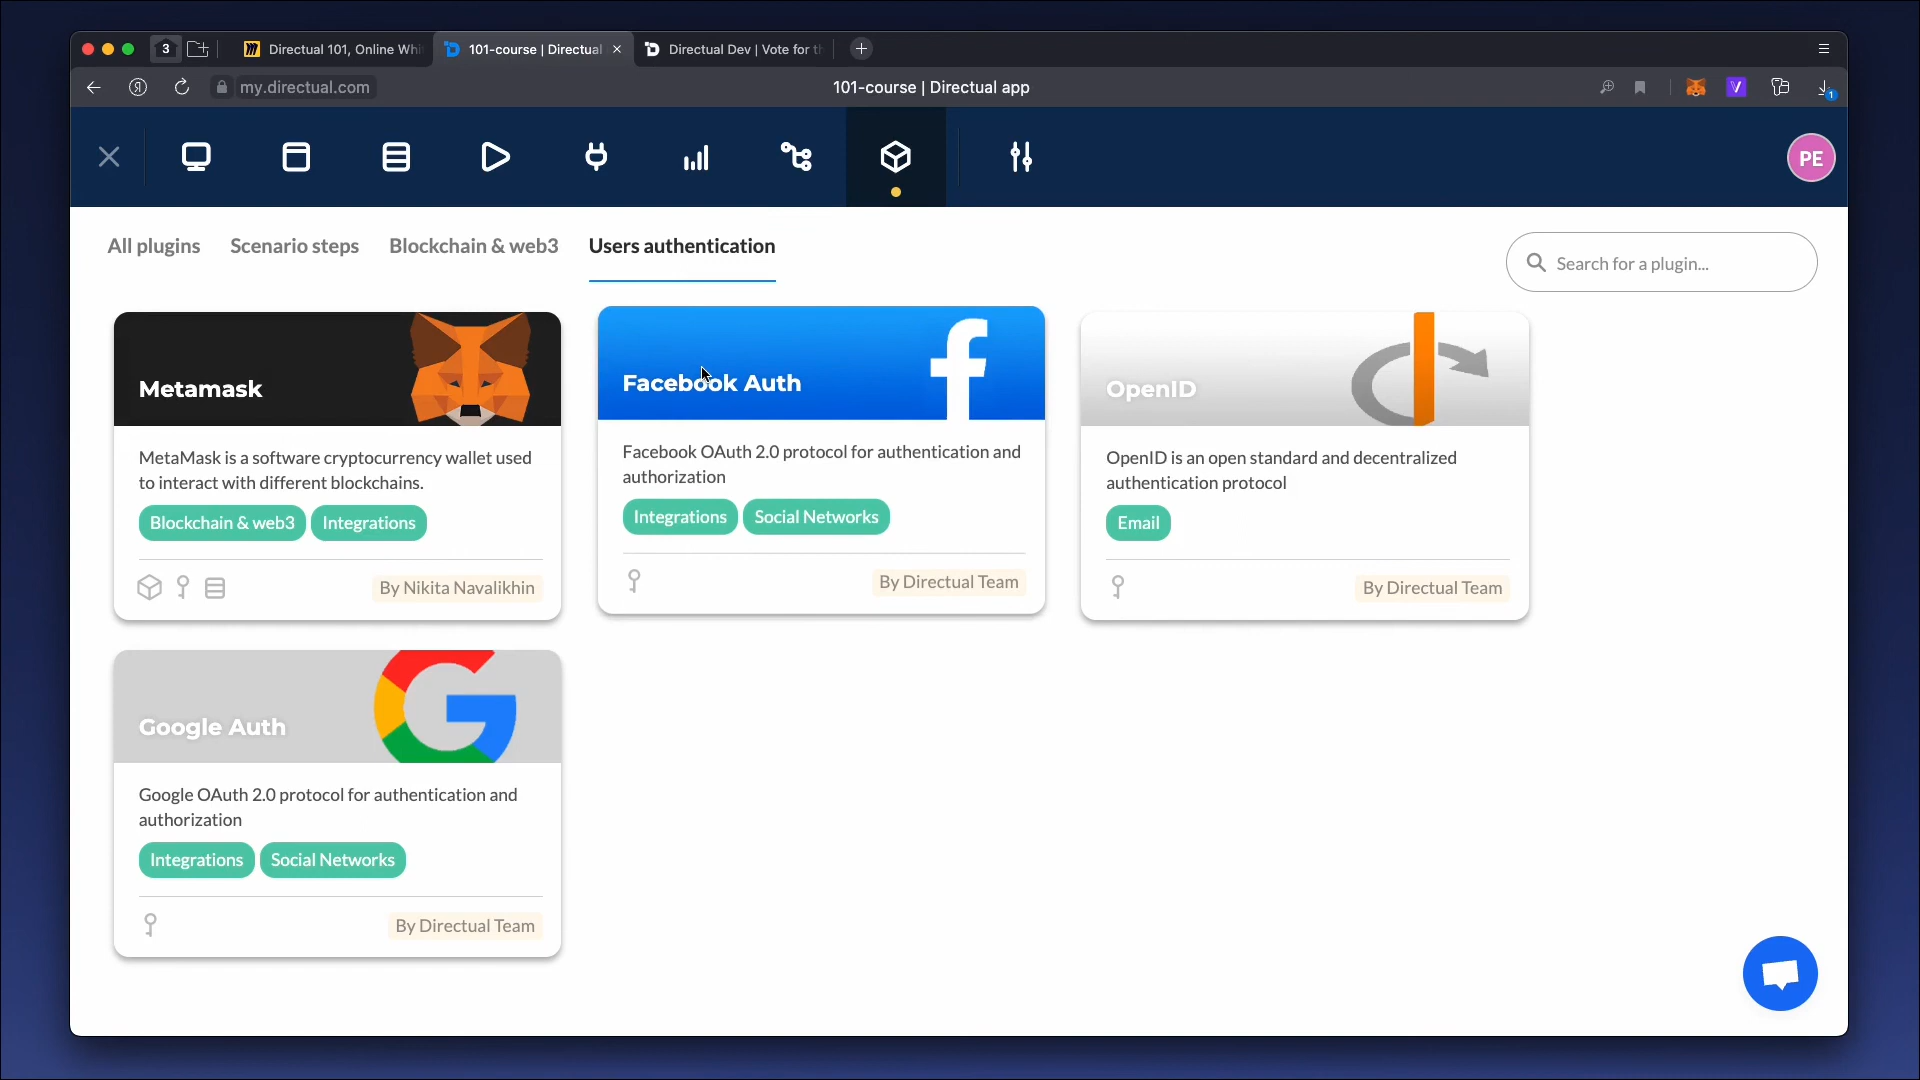 3
Directual 101, Online Whi
101-course | Directual
Directual Dev | Vote for th
my.directual.com
101-course | Directual app
1
PE
All plugins
Scenario steps
Blockchain & web3
Users authentication
Search for a plugin...
Metamask
MetaMask is a software cryptocurrency wallet used
to interact with different blockchains.
Blockchain & web3
Integrations
By Nikita Navalikhin
Facebook Auth
Facebook OAuth 2.0 protocol for authentication and
authorization
Integrations
Social Networks
By Directual Team
OpenID
OpenID is an open standard and decentralized
authentication protocol
Email
By Directual Team
Google Auth
Google OAuth 2.0 protocol for authentication and
authorization
Integrations
Social Networks
By Directual Team